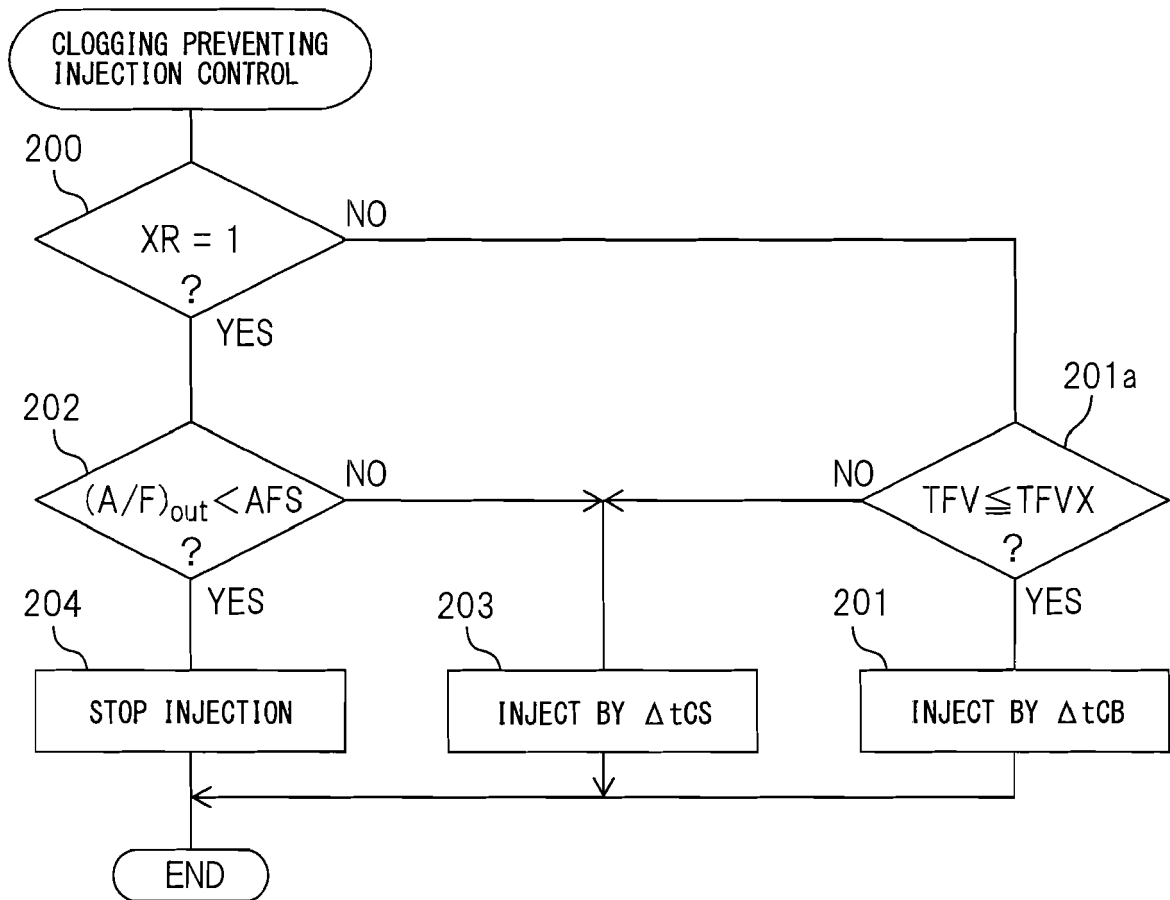 CLOGGING PREVENTING
INJECTION CONTROL
200
XR = 1
?
NO
YES
201a
202
(A/F)out<AFS
?
NO
YES
NO
TFV≦TFVX
?
YES
204
STOP INJECTION
203
INJECT BY ΔtCS
201
INJECT BY ΔtCB
END